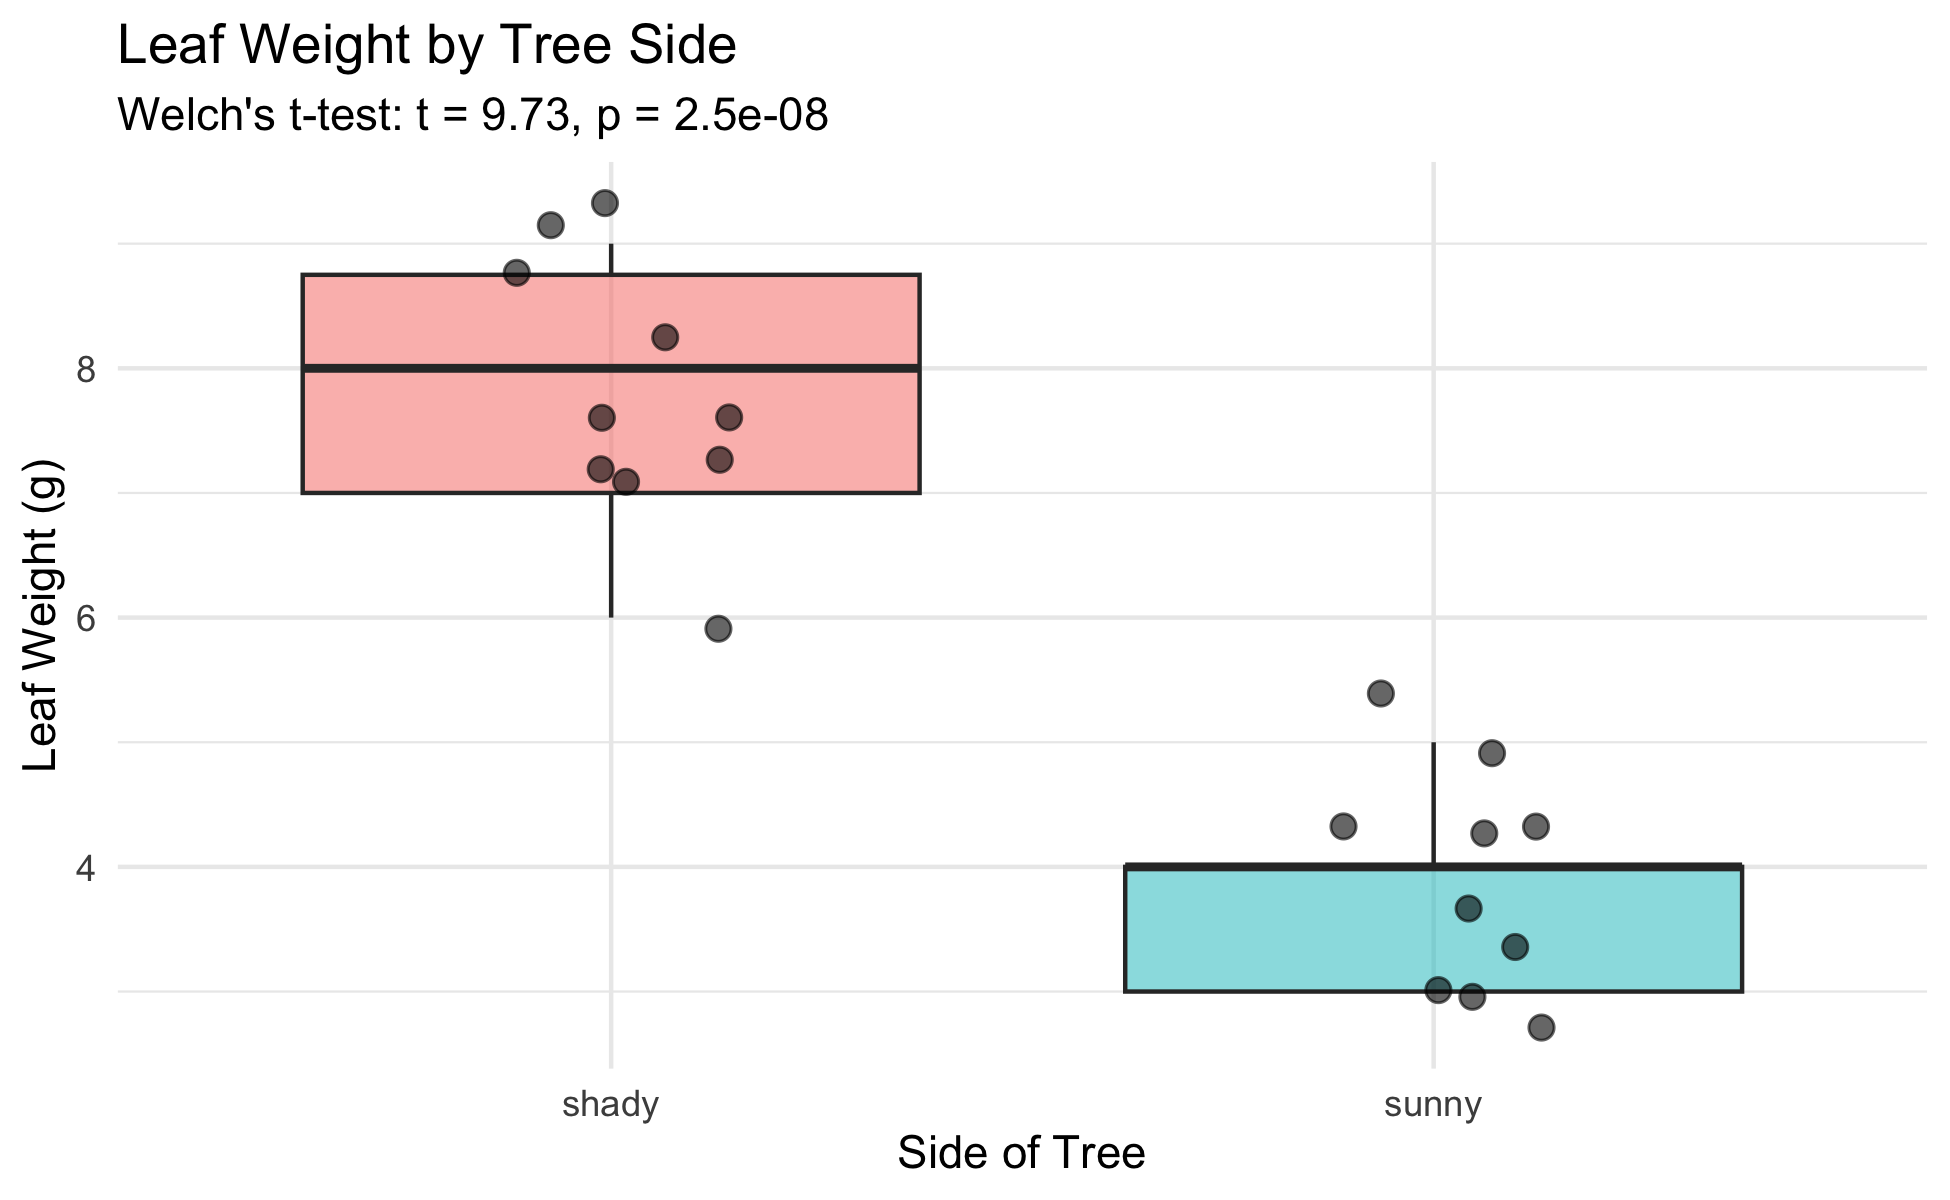 Leaf Weight by Tree Side
Welch's t-test: t = 9.73, p = 2.5e-08
Leaf Weight (g)
8
6
4
shady
sunny
Side of Tree